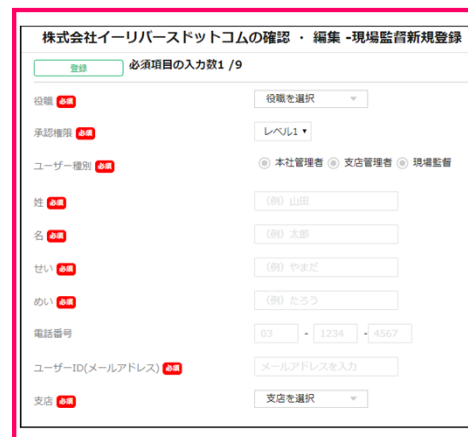 株式会社イーリバースドットコムの確認 ・ 編集 -現場監督新規登録
登録 必須項目の入力数1 /9
役職 必須 役職を選択
承認権限 必須 レベル1
ユーザー種別 必須 本社管理者 支店管理者 現場監督
姓 必須 (例) 山田
名 必須 (例) 太郎
せい 必須 (例) やまだ
めい 必須 (例) たろう
電話番号 03 - 1234 - 4567
ユーザーID(メールアドレス) 必須 メールアドレスを入力
支店 必須 支店を選択